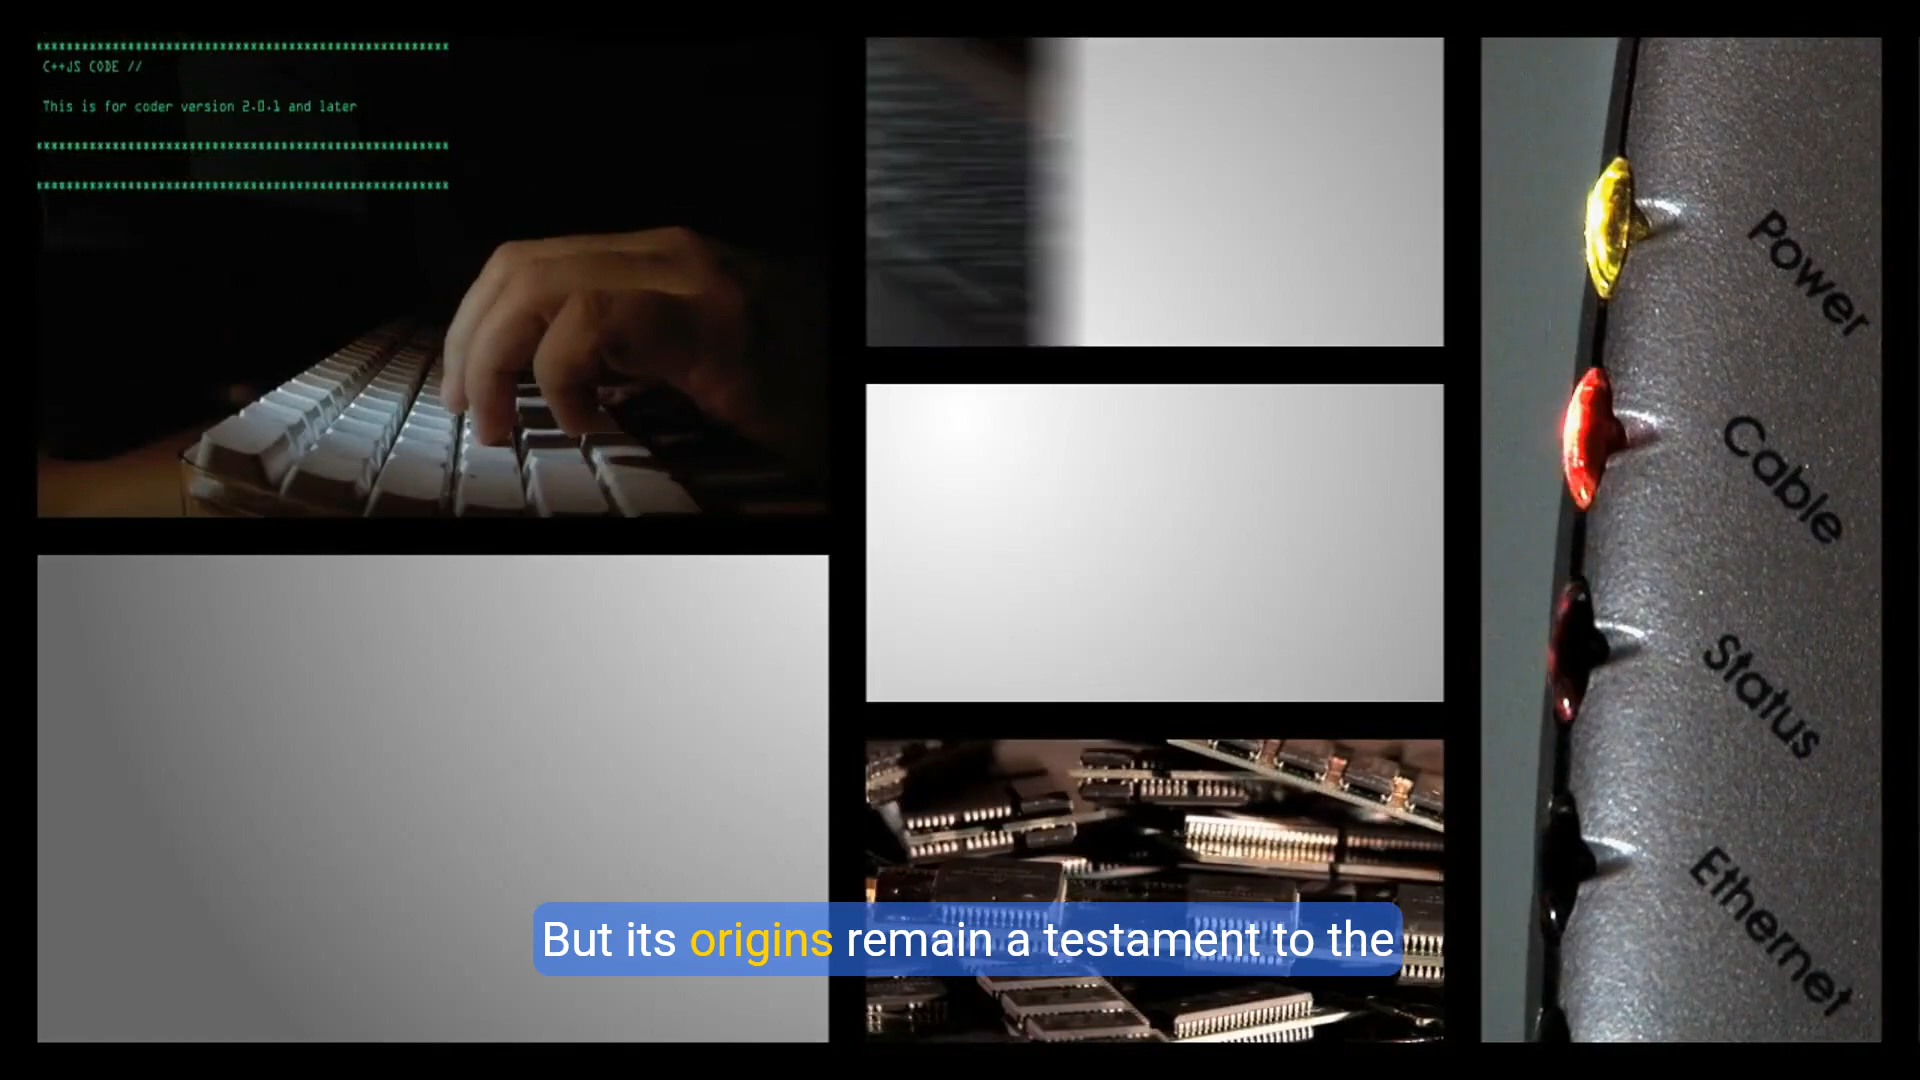 ****************************************************
C++JS CODE //
This is for coder version 2.0.1 and later
****************************************************
****************************************************
Power
Cable
Status
Ethernet
But its origins remain a testament to the